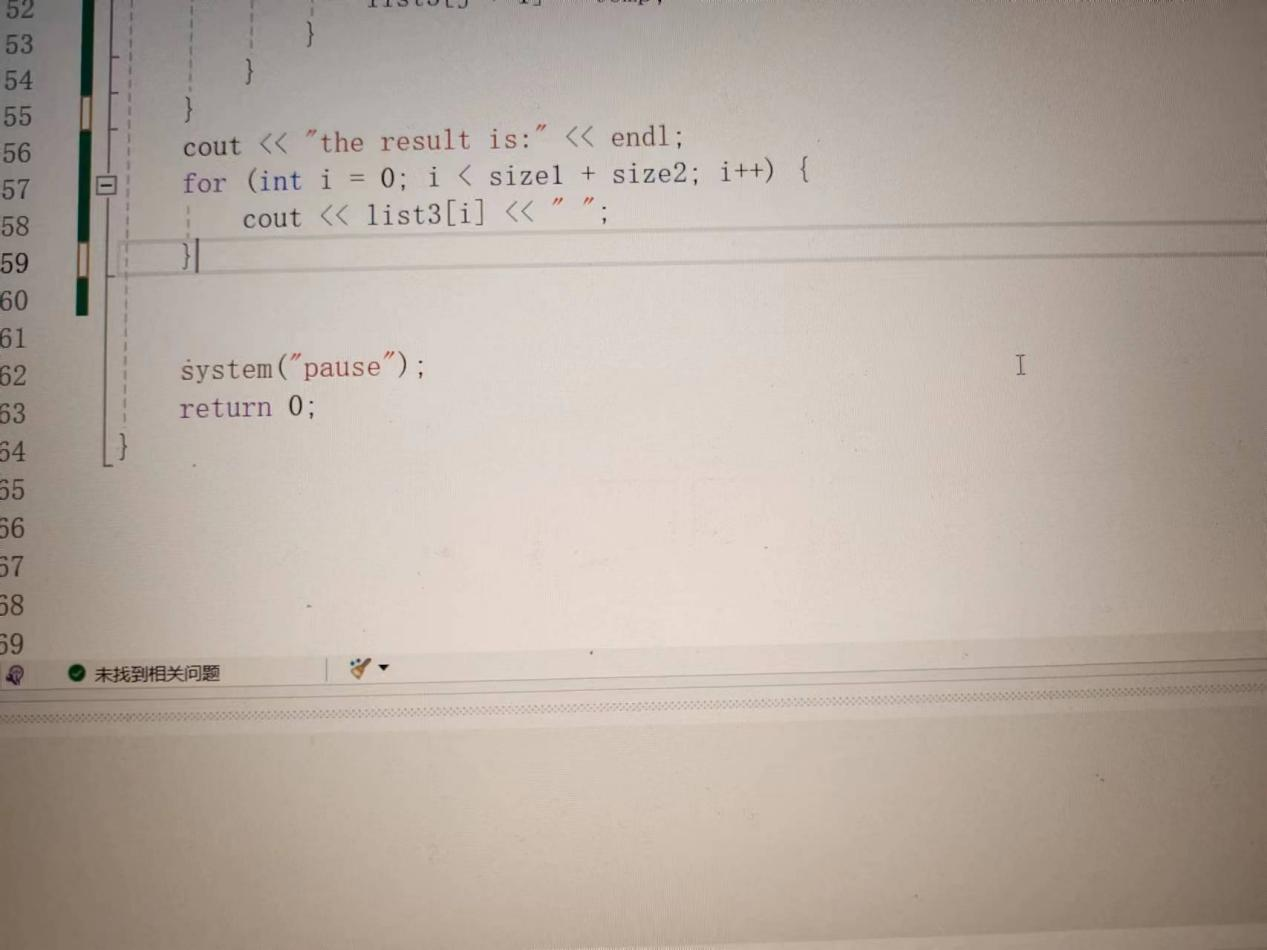 52
53 }
54 }
55 }
56 cout << "the result is:" << endl;
57 for (int i = 0; i < size1 + size2; i++) {
58 cout << list3[i] << " ";
59 }
60
61
62 system("pause");
63 return 0;
64 }
65
66
67
68
69
未找到相关问题